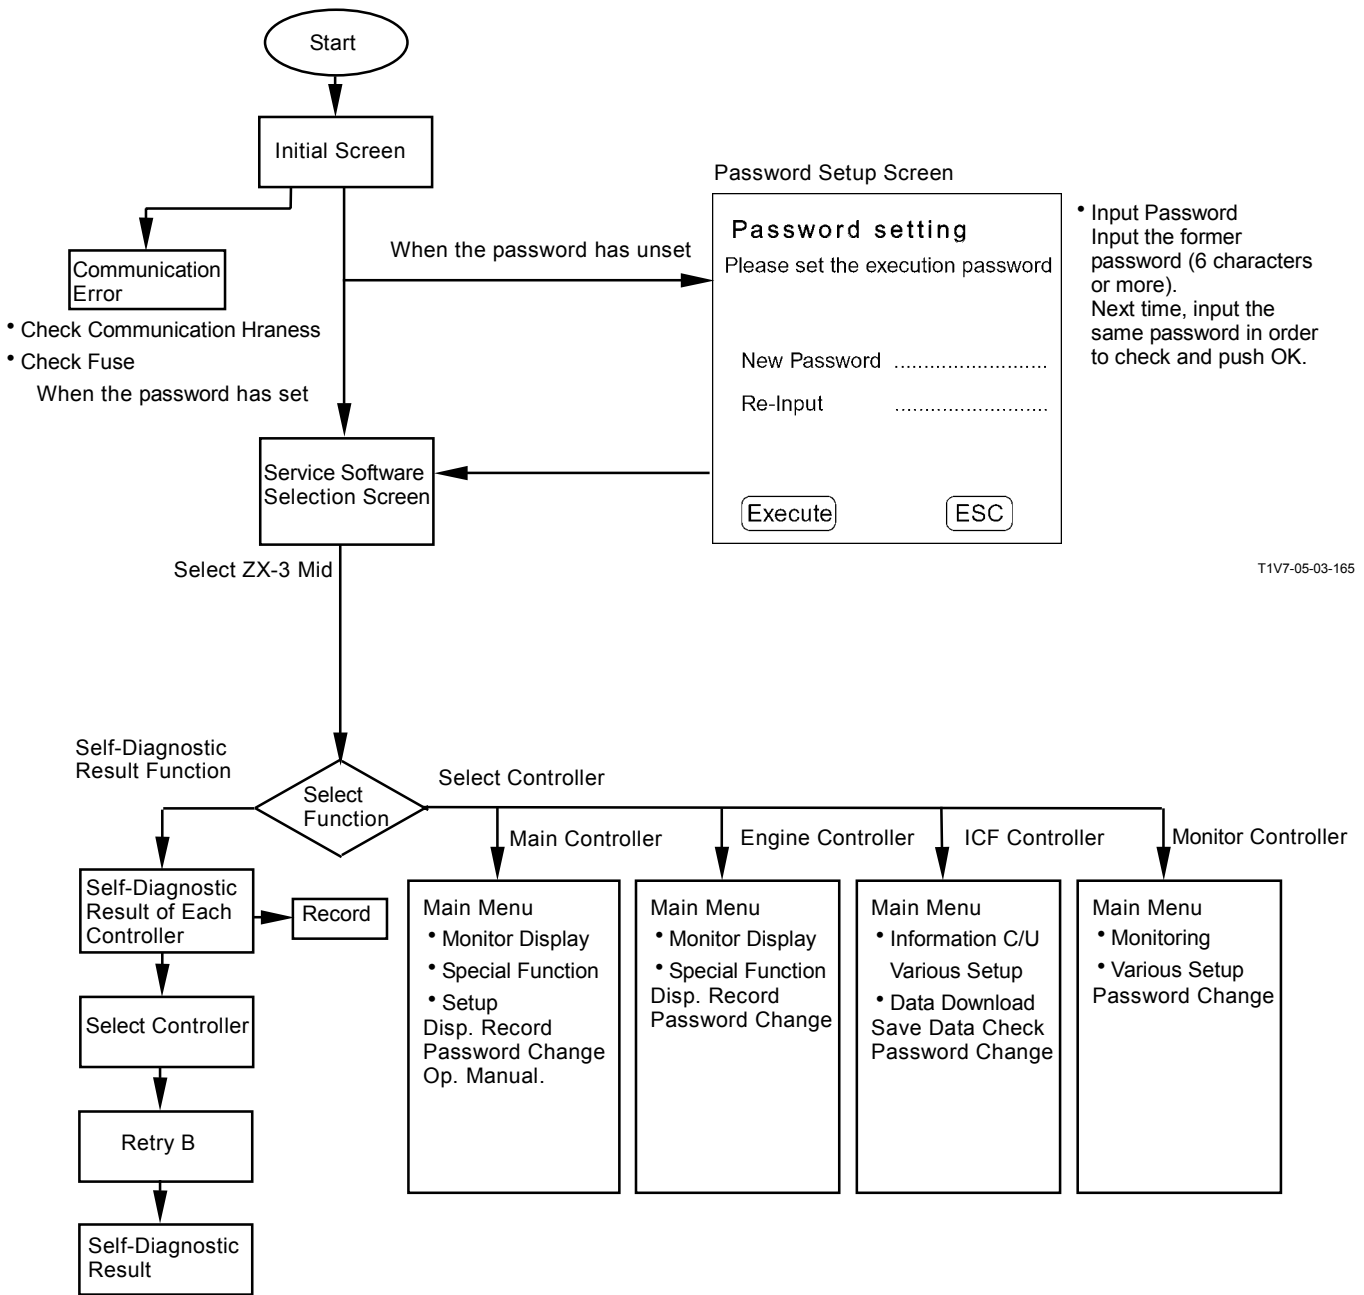 Start
Initial Screen
Communication
Error
• Check Communication Hraness
• Check Fuse
When the password has unset
When the password has set
Password Setup Screen
Password setting
Please set the execution password
New Password ..........................
Re-Input ..........................
Execute
ESC
• Input Password
Input the former
password (6 characters
or more).
Next time, input the
same password in order
to check and push OK.
Service Software
Selection Screen
Select ZX-3 Mid
T1V7-05-03-165
Self-Diagnostic
Result Function
Select
Function
Select Controller
Main Controller
Engine Controller
ICF Controller
Monitor Controller
Self-Diagnostic
Result of Each
Controller
Record
Select Controller
Retry B
Self-Diagnostic
Result
Main Menu
• Monitor Display
• Special Function
• Setup
Disp. Record
Password Change
Op. Manual.
Main Menu
• Monitor Display
• Special Function
Disp. Record
Password Change
Main Menu
• Information C/U
Various Setup
• Data Download
Save Data Check
Password Change
Main Menu
• Monitoring
• Various Setup
Password Change